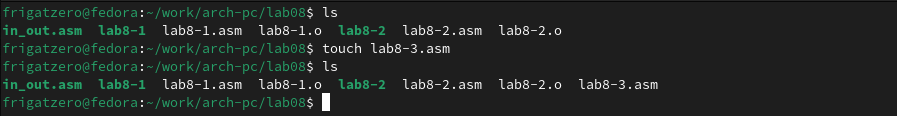 frigatzero@fedora:~/work/arch-pc/lab08$ ls
in_out.asm  lab8-1  lab8-1.asm  lab8-1.o  lab8-2  lab8-2.asm  lab8-2.o
frigatzero@fedora:~/work/arch-pc/lab08$ touch lab8-3.asm
frigatzero@fedora:~/work/arch-pc/lab08$ ls
in_out.asm  lab8-1  lab8-1.asm  lab8-1.o  lab8-2  lab8-2.asm  lab8-2.o  lab8-3.asm
frigatzero@fedora:~/work/arch-pc/lab08$